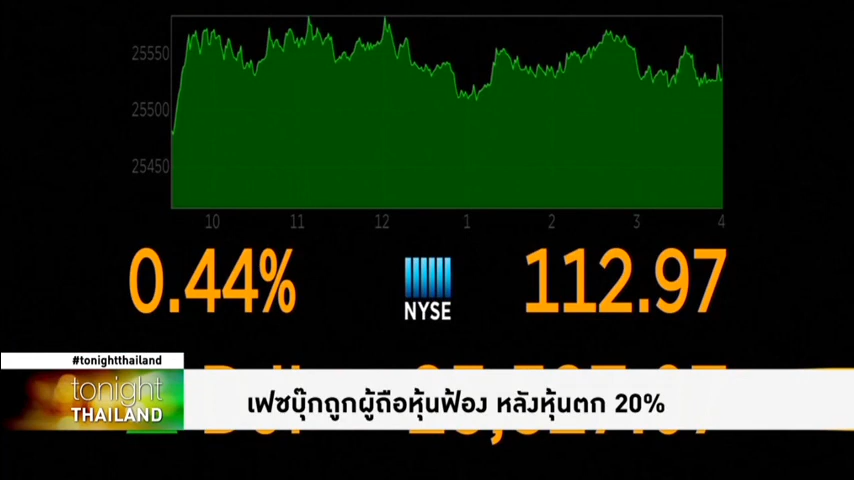 25550
25500
25450
10 11 12 1 2 3 4
0.44%
NYSE
112.97
#tonightthailand
tonight
THAILAND
เฟซบุ๊กถูกผู้ถือหุ้นฟ้อง หลังหุ้นตก 20%